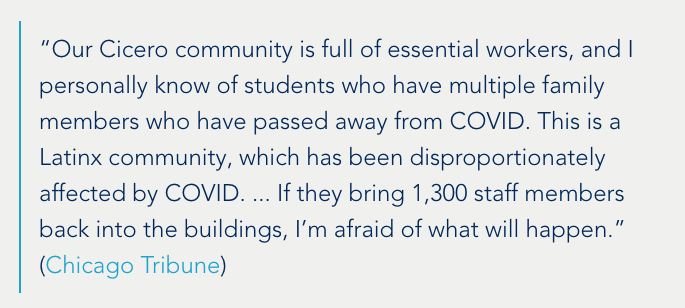 “Our Cicero community is full of essential workers, and I
personally know of students who have multiple family
members who have passed away from COVID. This is a
Latinx community, which has been disproportionately
affected by COVID. ... If they bring 1,300 staff members
back into the buildings, I’m afraid of what will happen.”
(Chicago Tribune)